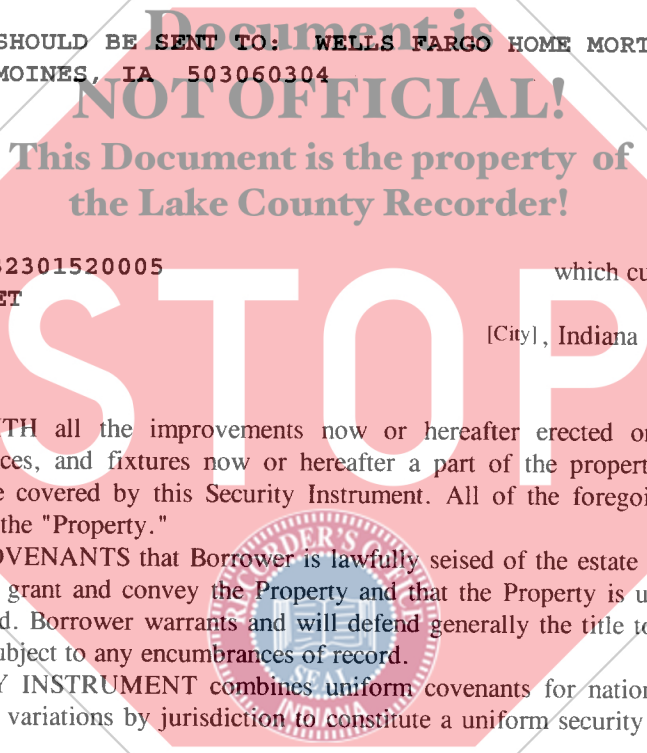 Document is
SHOULD BE SENT TO: WELLS FARGO HOME MORT
MOINES, IA 503060304
NOT OFFICIAL!
This Document is the property of
the Lake County Recorder!
2301520005
which cu
ET
STOP
[City], Indiana
TH all the improvements now or hereafter erected or
ces, and fixtures now or hereafter a part of the propert
e covered by this Security Instrument. All of the foregoi
the "Property."
OVENANTS that Borrower is lawfully seised of the estate
grant and convey the Property and that the Property is u
d. Borrower warrants and will defend generally the title to
ubject to any encumbrances of record.
Y INSTRUMENT combines uniform covenants for nation
variations by jurisdiction to constitute a uniform security
RECORDER'S OFFICE
SEAL
INDIANA